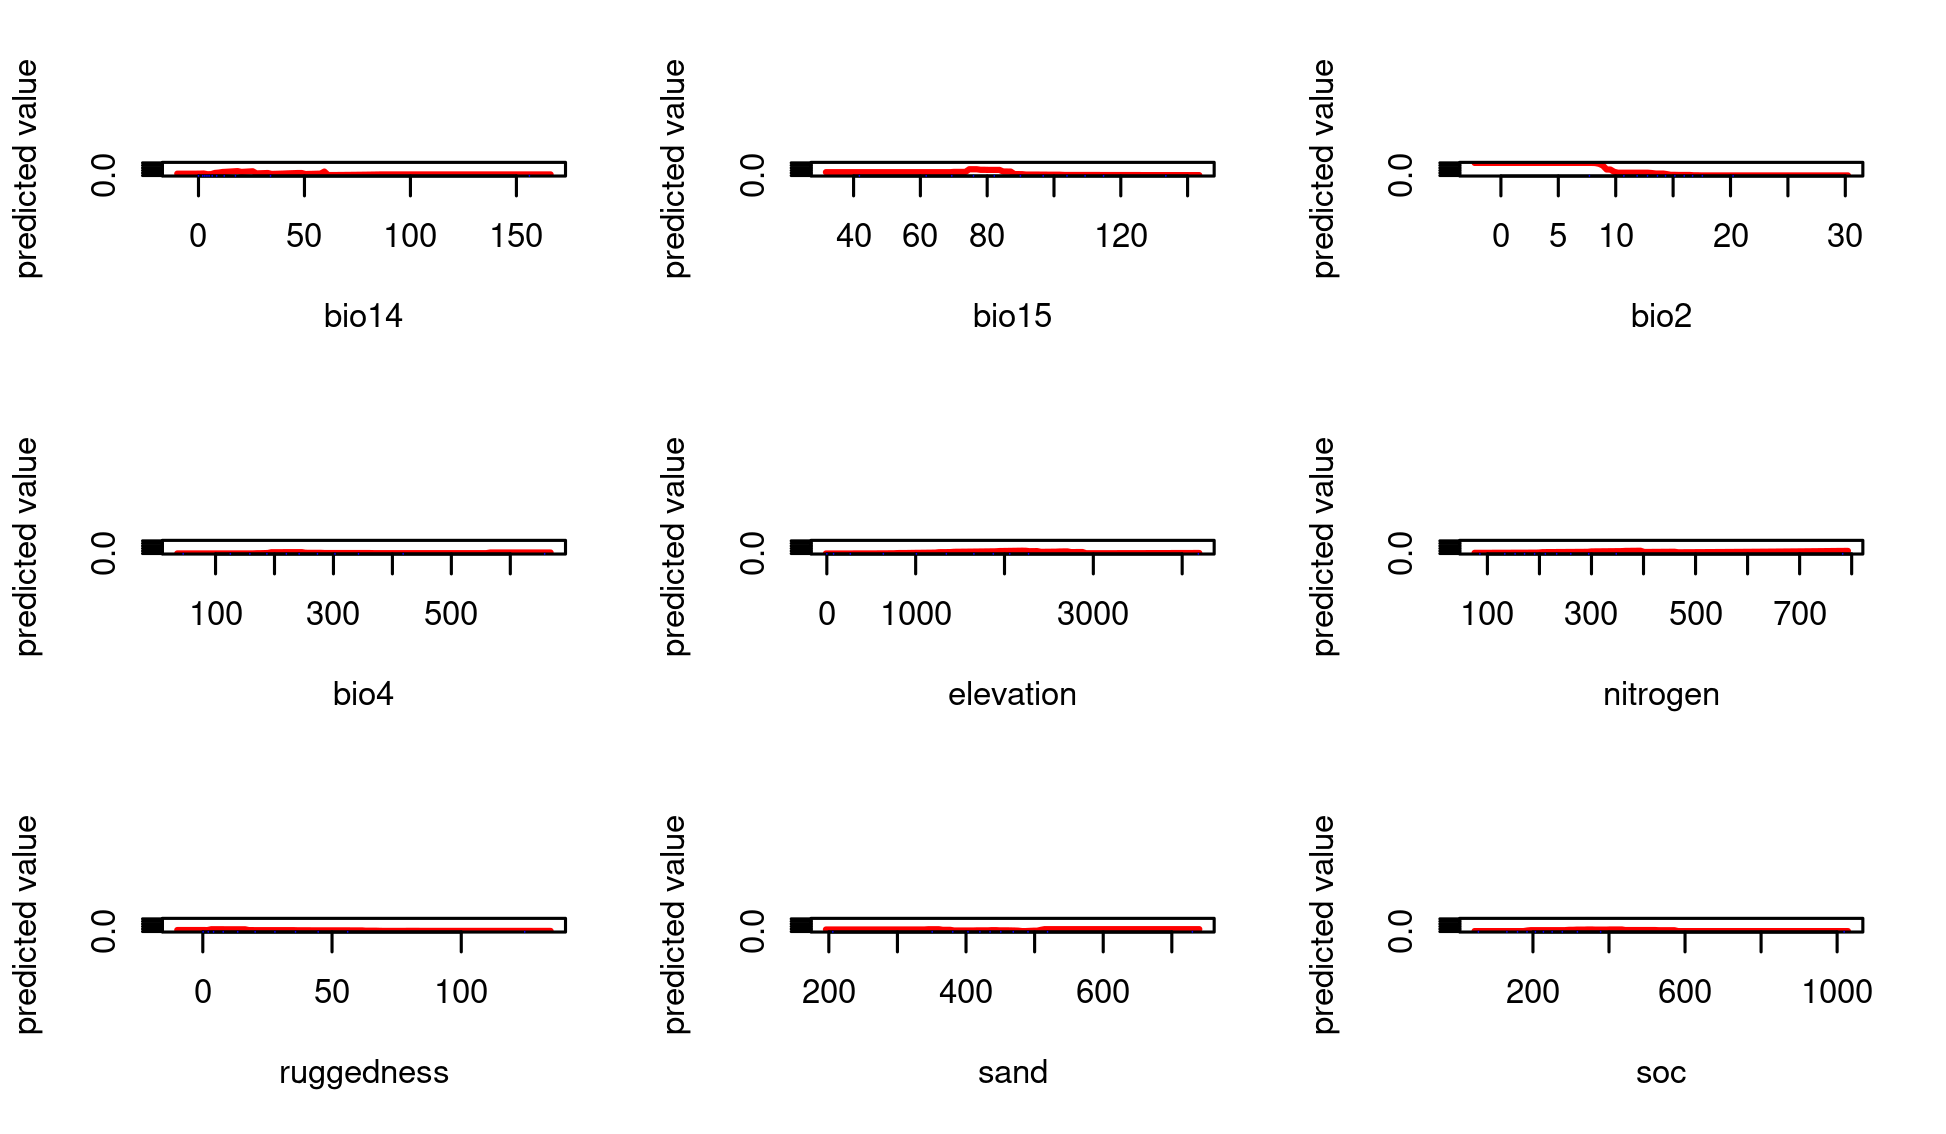 predicted value
0.0
0 50 100 150
bio14
predicted value
0.0
40 60 80 120
bio15
predicted value
0.0
0 5 10 20 30
bio2
predicted value
0.0
100 300 500
bio4
predicted value
0.0
0 1000 3000
elevation
predicted value
0.0
100 300 500 700
nitrogen
predicted value
0.0
0 50 100
ruggedness
predicted value
0.0
200 400 600
sand
predicted value
0.0
200 600 1000
soc